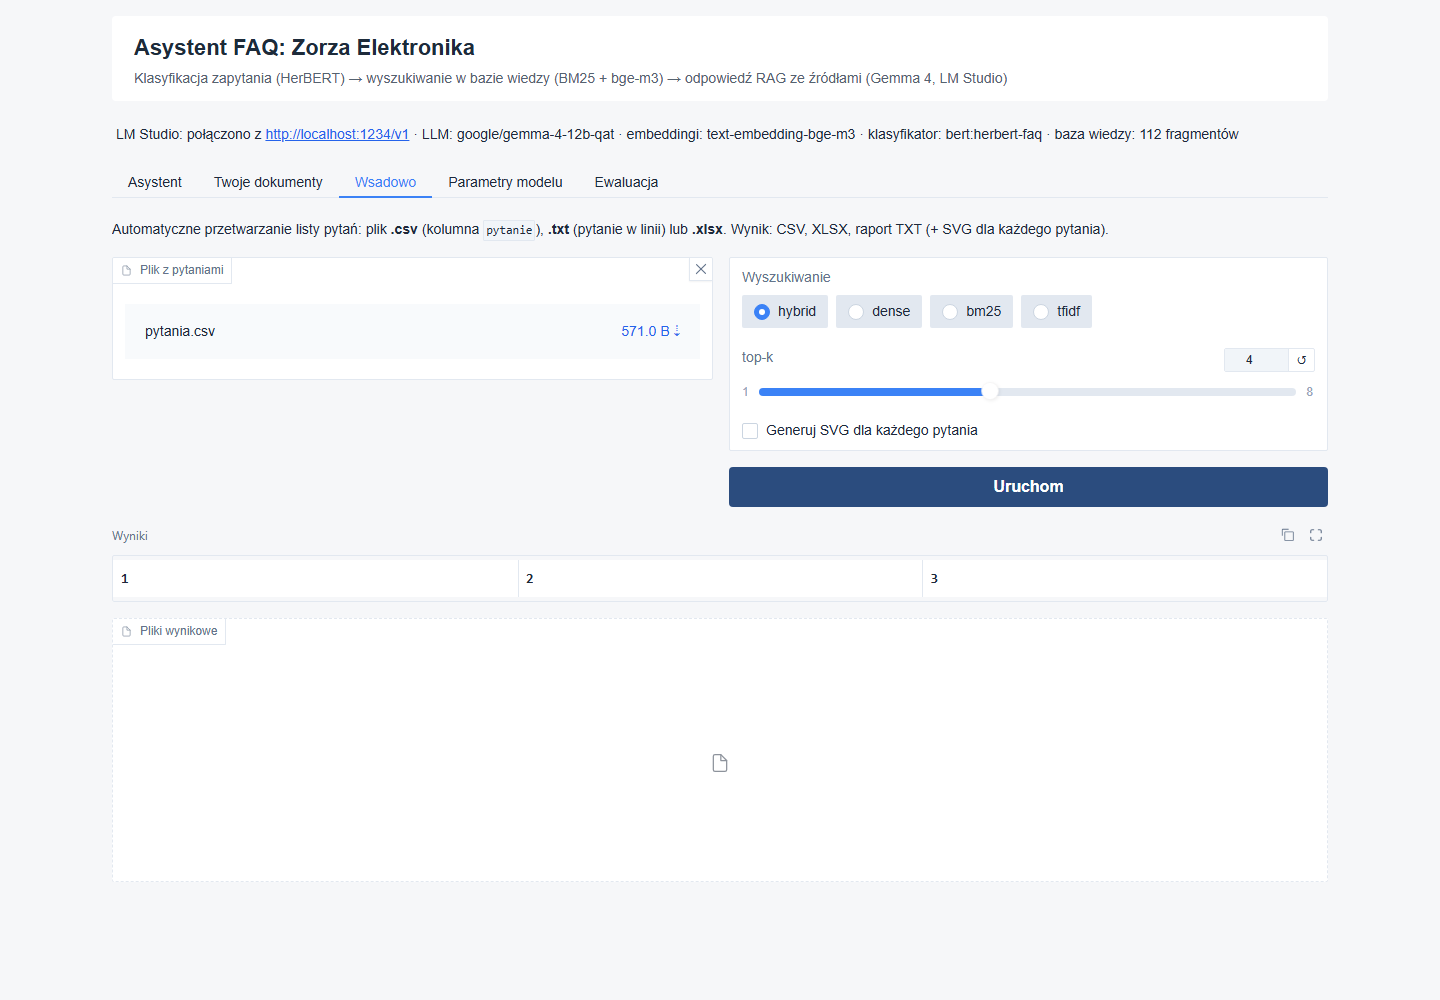 Asystent FAQ: Zorza Elektronika
Klasyfikacja zapytania (HerBERT) → wyszukiwanie w bazie wiedzy (BM25 + bge-m3) → odpowiedź RAG ze źródłami (Gemma 4, LM Studio)
LM Studio: połączono z http://localhost:1234/v1 · LLM: google/gemma-4-12b-qat · embeddingi: text-embedding-bge-m3 · klasyfikator: bert:herbert-faq · baza wiedzy: 112 fragmentów
Asystent Twoje dokumenty Wsadowo Parametry modelu Ewaluacja
Automatyczne przetwarzanie listy pytań: plik .csv (kolumna pytanie), .txt (pytanie w linii) lub .xlsx. Wynik: CSV, XLSX, raport TXT (+ SVG dla każdego pytania).
Plik z pytaniami
pytania.csv 571.0 B ⇣
Wyszukiwanie
hybrid dense bm25 tfidf
top-k 4 ↺
1 8
Generuj SVG dla każdego pytania
Uruchom
Wyniki
1 2 3
Pliki wynikowe